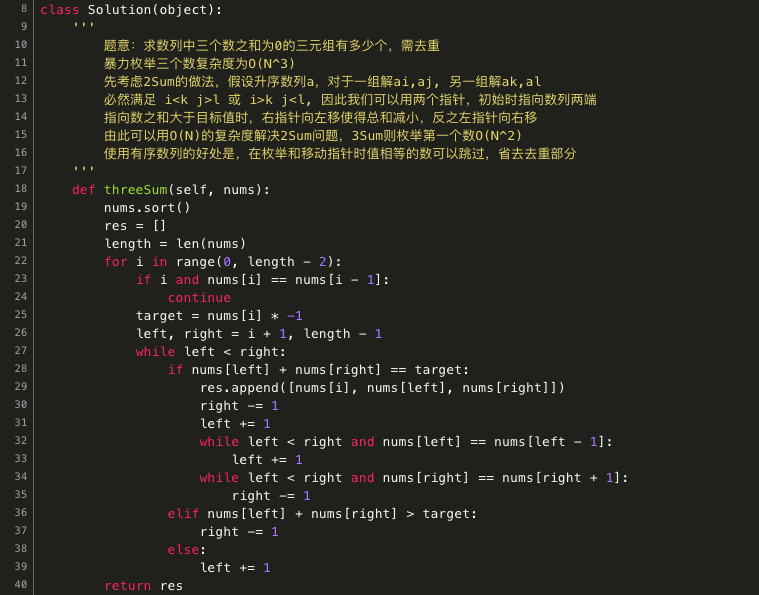 8 class Solution(object):
9     '''
10         题意：求数列中三个数之和为0的三元组有多少个，需去重
11         暴力枚举三个数复杂度为O(N^3)
12         先考虑2Sum的做法，假设升序数列a，对于一组解ai,aj, 另一组解ak,al
13         必然满足 i<k j>l 或 i>k j<l, 因此我们可以用两个指针，初始时指向数列两端
14         指向数之和大于目标值时，右指针向左移使得总和减小，反之左指针向右移
15         由此可以用O(N)的复杂度解决2Sum问题，3Sum则枚举第一个数O(N^2)
16         使用有序数列的好处是，在枚举和移动指针时值相等的数可以跳过，省去去重部分
17     '''
18     def threeSum(self, nums):
19         nums.sort()
20         res = []
21         length = len(nums)
22         for i in range(0, length - 2):
23             if i and nums[i] == nums[i - 1]:
24                 continue
25             target = nums[i] * -1
26             left, right = i + 1, length - 1
27             while left < right:
28                 if nums[left] + nums[right] == target:
29                     res.append([nums[i], nums[left], nums[right]])
30                     right -= 1
31                     left += 1
32                     while left < right and nums[left] == nums[left - 1]:
33                         left += 1
34                     while left < right and nums[right] == nums[right + 1]:
35                         right -= 1
36                 elif nums[left] + nums[right] > target:
37                     right -= 1
38                 else:
39                     left += 1
40         return res